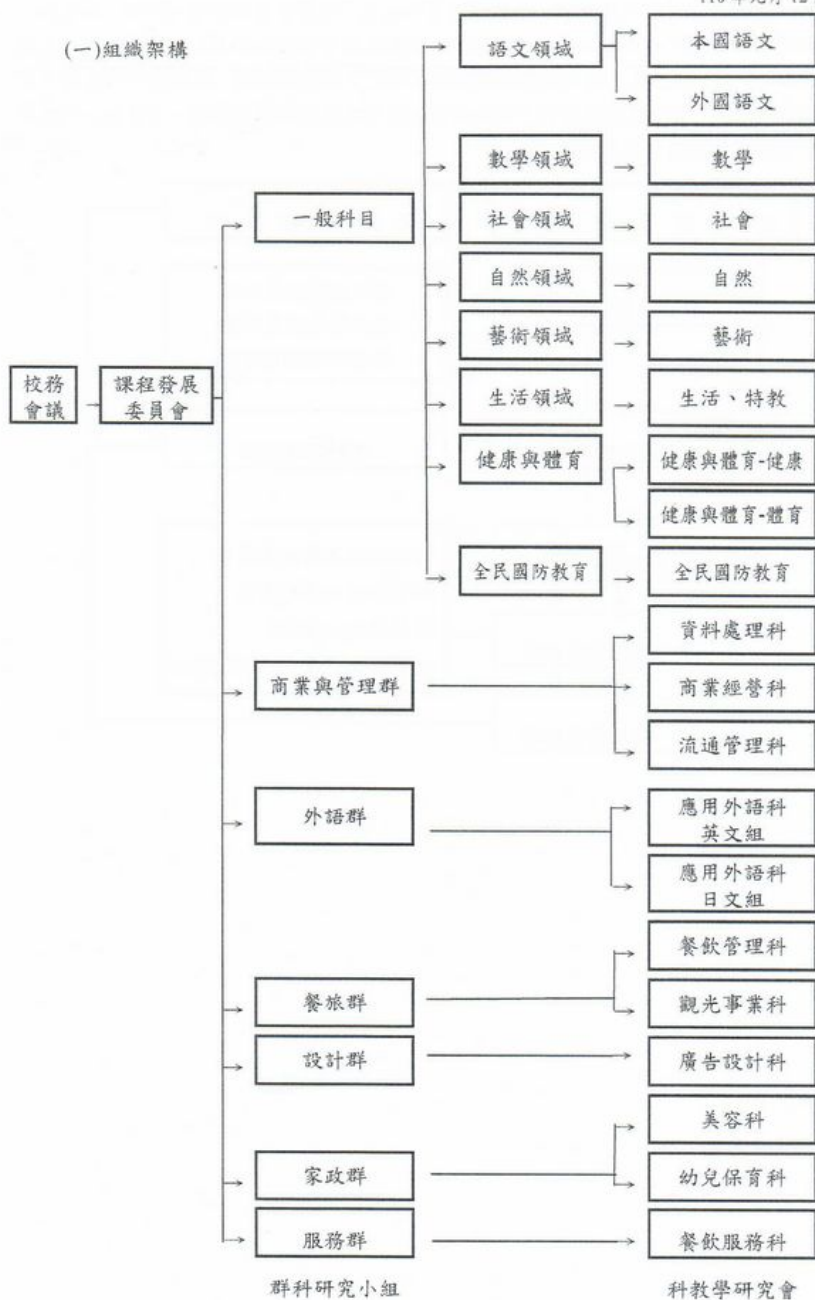 (一)組織架構
語文領域
本國語文
外國語文
數學領域
數學
一般科目
社會領域
社會
自然領域
自然
藝術領域
藝術
校務
會議
課程發展
委員會
生活領域
生活、特教
健康與體育
健康與體育-健康
健康與體育-體育
全民國防教育
全民國防教育
資料處理科
商業與管理群
商業經營科
流通管理科
外語群
應用外語科
英文組
應用外語科
日文組
餐飲管理科
餐旅群
觀光事業科
設計群
廣告設計科
美容科
家政群
幼兒保育科
服務群
餐飲服務科
群科研究小組
科教學研究會